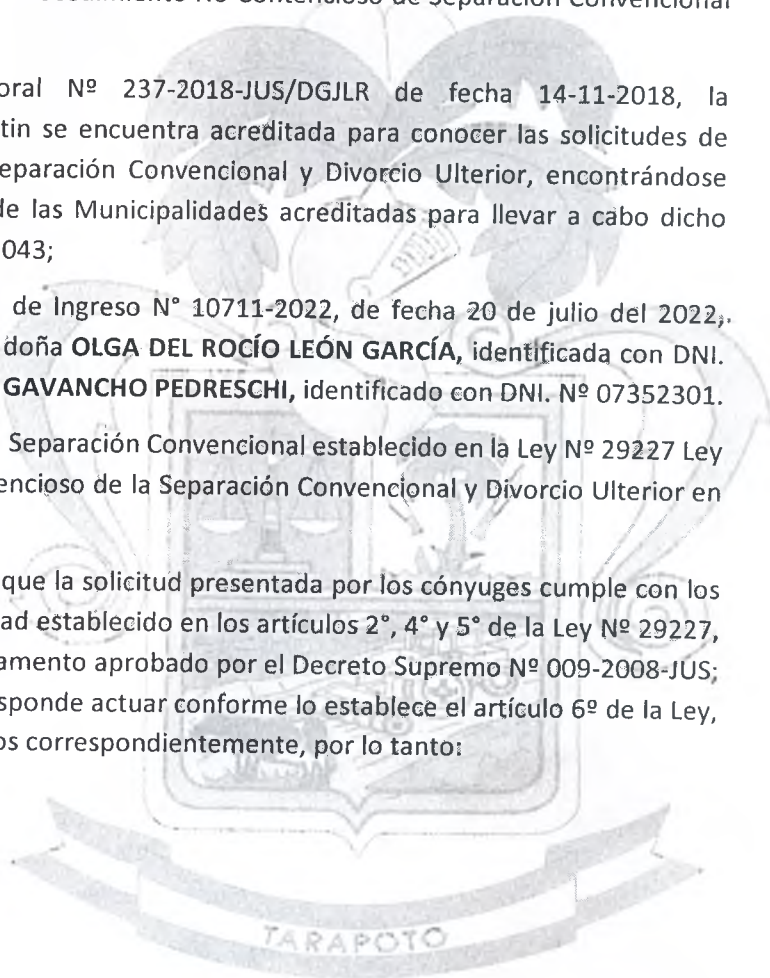 Procedimiento No Contencioso de Separación Convencional
oral Nº 237-2018-JUS/DGJLR de fecha 14-11-2018, la
tin se encuentra acreditada para conocer las solicitudes de
eparación Convencional y Divorcio Ulterior, encontrándose
de las Municipalidades acreditadas para llevar a cabo dicho
043;
de Ingreso N° 10711-2022, de fecha 20 de julio del 2022,.
doña OLGA DEL ROCÍO LEÓN GARCÍA, identificada con DNI.
GAVANCHO PEDRESCHI, identificado con DNI. Nº 07352301.
Separación Convencional establecido en la Ley Nº 29227 Ley
encioso de la Separación Convencional y Divorcio Ulterior en
que la solicitud presentada por los cónyuges cumple con los
ad establecido en los artículos 2°, 4° y 5° de la Ley Nº 29227,
amento aprobado por el Decreto Supremo Nº 009-2008-JUS;
sponde actuar conforme lo establece el artículo 6º de la Ley,
os correspondientemente, por lo tanto:
TARAPOTO